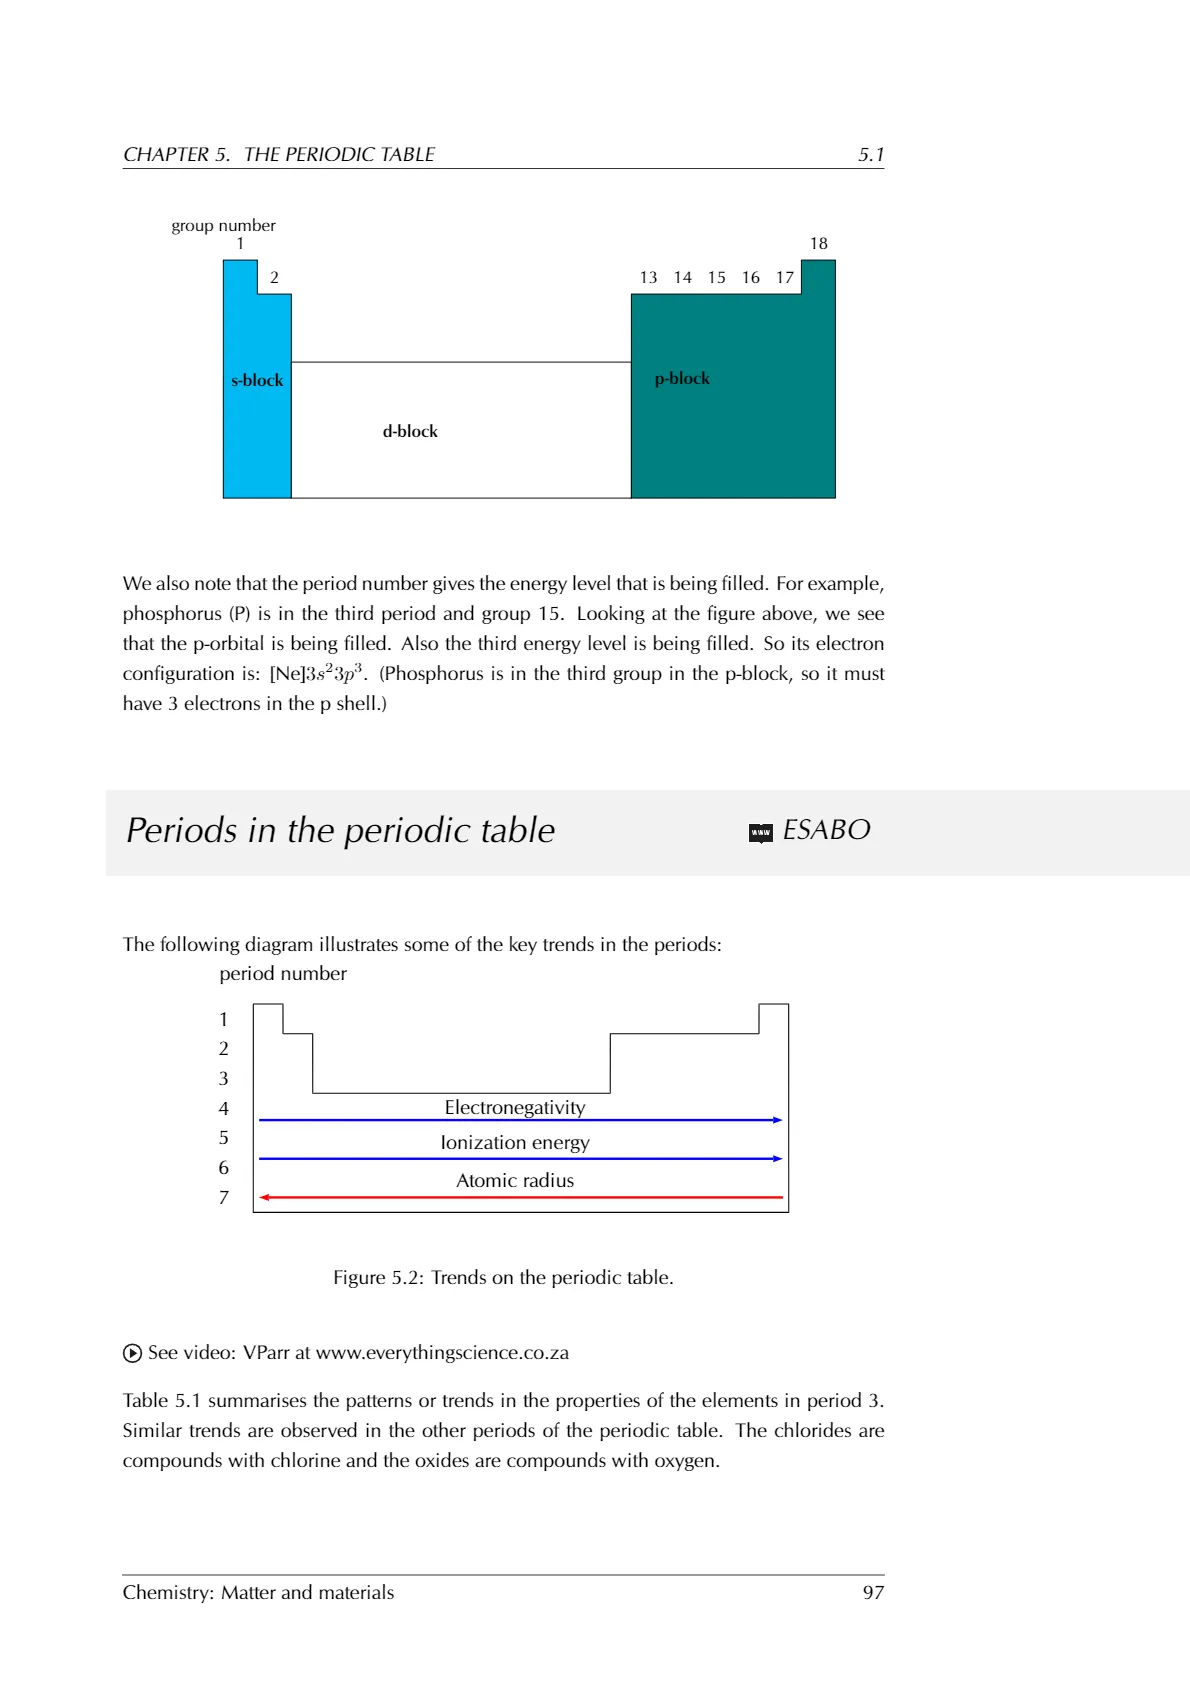 CHAPTER 5. THE PERIODIC TABLE 5.1
group number
1 18
2 13 14 15 16 17
s-block p-block
d-block
We also note that the period number gives the energy level that is being filled. For example,
phosphorus (P) is in the third period and group 15. Looking at the figure above, we see
that the p-orbital is being filled. Also the third energy level is being filled. So its electron
configuration is: [Ne]3s²3p³. (Phosphorus is in the third group in the p-block, so it must
have 3 electrons in the p shell.)
Periods in the periodic table www ESABO
The following diagram illustrates some of the key trends in the periods:
period number
1
2
3
4 Electronegativity
5 Ionization energy
6 Atomic radius
7
Figure 5.2: Trends on the periodic table.
See video: VParr at www.everythingscience.co.za
Table 5.1 summarises the patterns or trends in the properties of the elements in period 3.
Similar trends are observed in the other periods of the periodic table. The chlorides are
compounds with chlorine and the oxides are compounds with oxygen.
Chemistry: Matter and materials 97